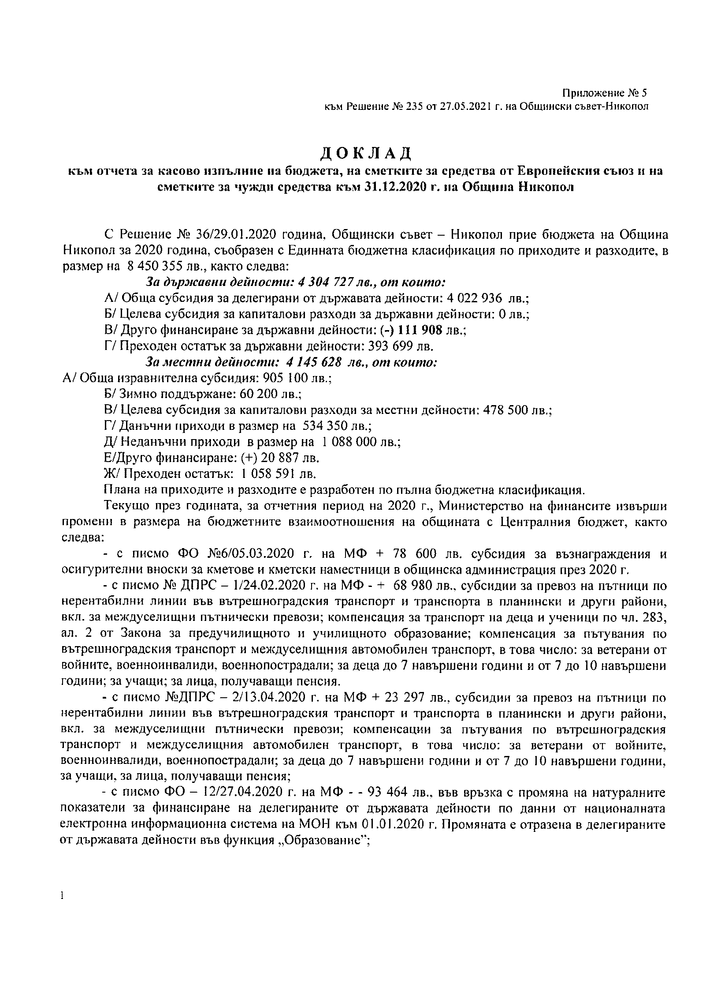 Приложение № 5
към Решение № 235 от 27.05.2021 г. на Общински съвет-Никопол
Д О К Л А Д
към отчета за касово изпълние на бюджета, на сметките за средства от Европейския съюз и на
сметките за чужди средства към 31.12.2020 г. на Община Никопол
С Решение № 36/29.01.2020 година, Общински съвет – Никопол прие бюджета на Община
Никопол за 2020 година, съобразен с Единната бюджетна класификация по приходите и разходите, в
размер на 8 450 355 лв., както следва:
За държавни дейности: 4 304 727 лв., от които:
А/ Обща субсидия за делегирани от държавата дейности: 4 022 936 лв.;
Б/ Целева субсидия за капиталови разходи за държавни дейности: 0 лв.;
В/ Друго финансиране за държавни дейности: (-) 111 908 лв.;
Г/ Преходен остатък за държавни дейности: 393 699 лв.
За местни дейности: 4 145 628 лв., от които:
А/ Обща изравнителна субсидия: 905 100 лв.;
Б/ Зимно поддържане: 60 200 лв.;
В/ Целева субсидия за капиталови разходи за местни дейности: 478 500 лв.;
Г/ Данъчни приходи в размер на 534 350 лв.;
Д/ Неданъчни приходи в размер на 1 088 000 лв.;
Е/Друго финансиране: (+) 20 887 лв.
Ж/ Преходен остатък: 1 058 591 лв.
Плана на приходите и разходите е разработен по пълна бюджетна класификация.
Текущо през годината, за отчетния период на 2020 г., Министерство на финансите извърши
промени в размера на бюджетните взаимоотношения на общината с Централния бюджет, както
следва:
- с писмо ФО №6/05.03.2020 г. на МФ + 78 600 лв. субсидия за възнаграждения и
осигурителни вноски за кметове и кметски наместници в общинска администрация през 2020 г.
- с писмо № ДПРС – 1/24.02.2020 г. на МФ - + 68 980 лв., субсидии за превоз на пътници по
нерентабилни линии във вътрешноградския транспорт и транспорта в планински и други райони,
вкл. за междуселищни пътнически превози; компенсация за транспорт на деца и ученици по чл. 283,
ал. 2 от Закона за предучилищното и училищното образование; компенсация за пътувания по
вътрешноградския транспорт и междуселищния автомобилен транспорт, в това число: за ветерани от
войните, военноинвалиди, военнопострадали; за деца до 7 навършени години и от 7 до 10 навършени
години; за учащи; за лица, получаващи пенсия.
- с писмо №ДПРС – 2/13.04.2020 г. на МФ + 23 297 лв., субсидии за превоз на пътници по
нерентабилни линии във вътрешноградския транспорт и транспорта в планински и други райони,
вкл. за междуселищни пътнически превози; компенсации за пътувания по вътрешноградския
транспорт и междуселищния автомобилен транспорт, в това число: за ветерани от войните,
военноинвалиди, военнопострадали; за деца до 7 навършени години и от 7 до 10 навършени години,
за учащи, за лица, получаващи пенсия;
- с писмо ФО – 12/27.04.2020 г. на МФ - - 93 464 лв., във връзка с промяна на натуралните
показатели за финансиране на делегираните от държавата дейности по данни от националната
електронна информационна система на МОН към 01.01.2020 г. Промяната е отразена в делегираните
от държавата дейности във функция „Образование”;
1